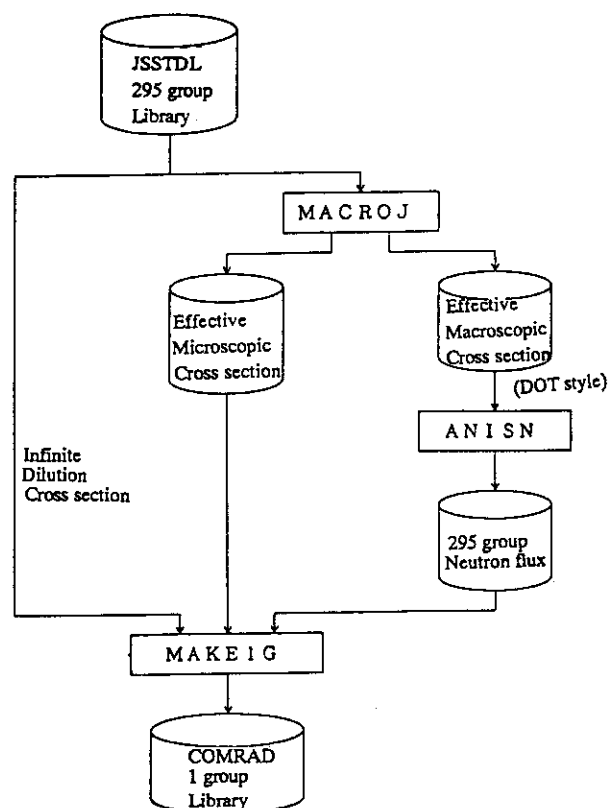 JSSTDL
295 group
Library
MACROJ
Effective
Microscopic
Cross section
Effective
Macroscopic
Cross section
(DOT style)
ANISN
Infinite
Dilution
Cross section
295 group
Neutron flux
MAKE1G
COMRAD
1 group
Library